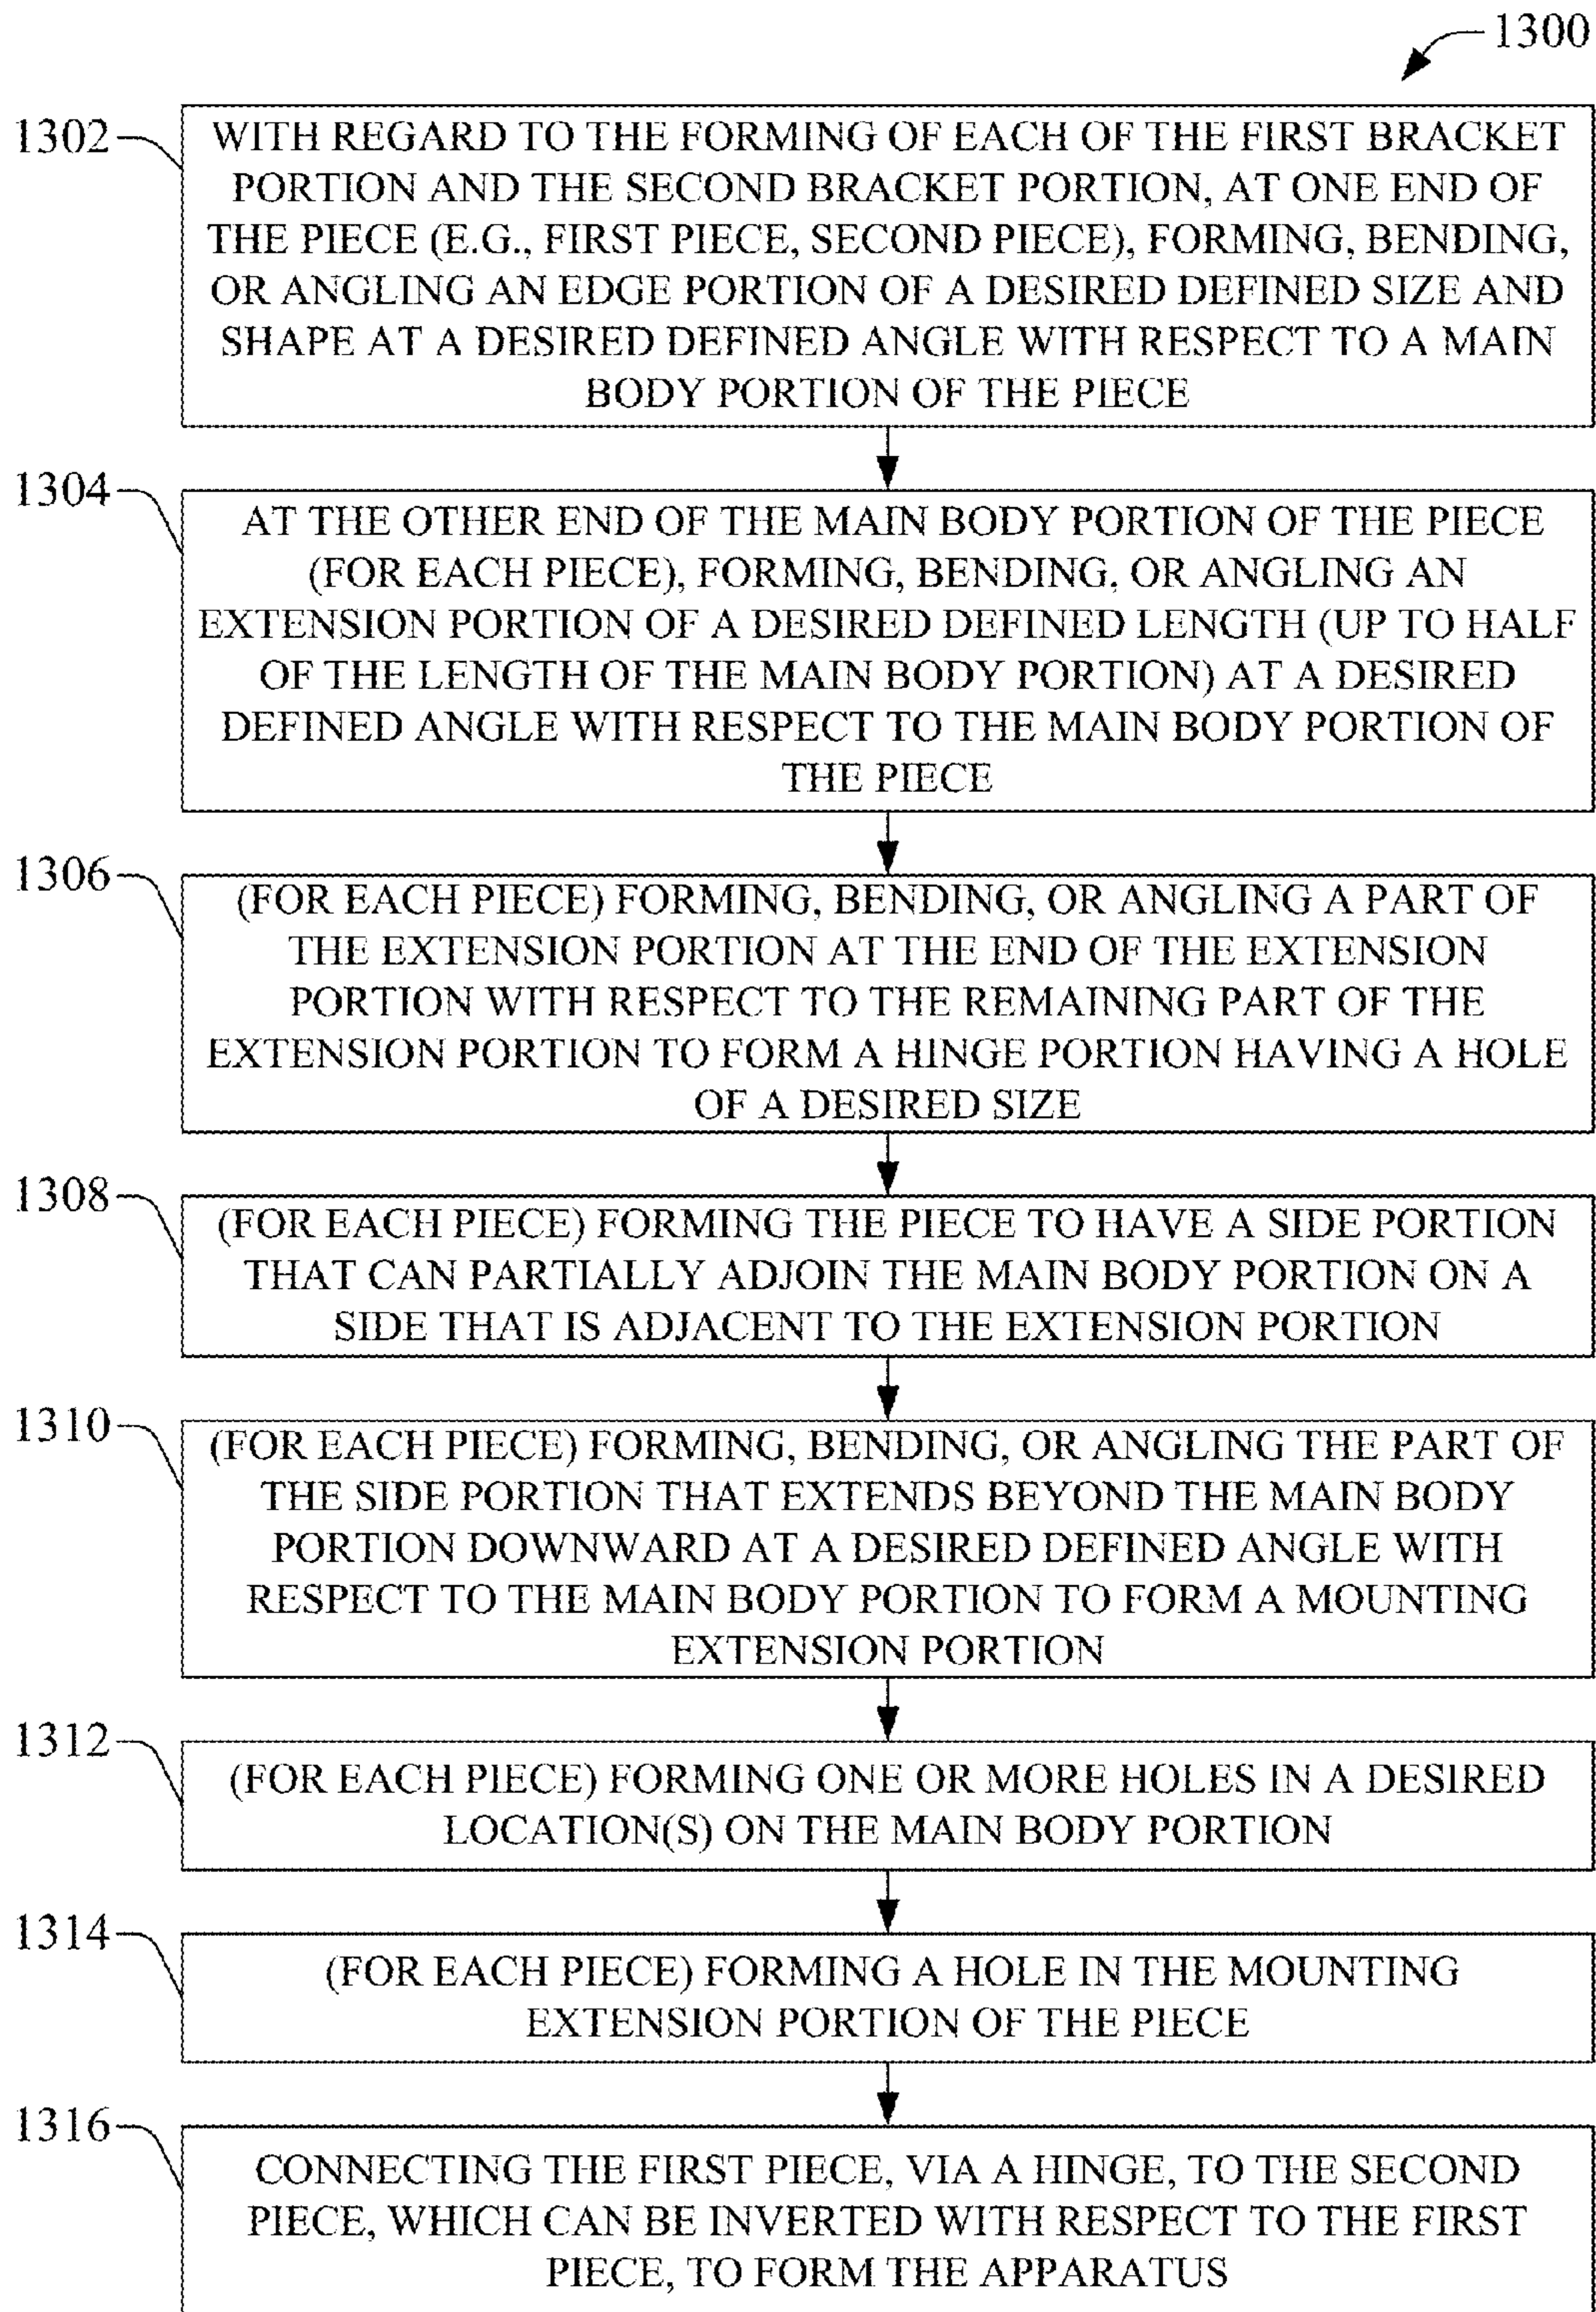 1300
1302
WITH REGARD TO THE FORMING OF EACH OF THE FIRST BRACKET
PORTION AND THE SECOND BRACKET PORTION, AT ONE END OF
THE PIECE (E.G., FIRST PIECE, SECOND PIECE), FORMING, BENDING,
OR ANGLING AN EDGE PORTION OF A DESIRED DEFINED SIZE AND
SHAPE AT A DESIRED DEFINED ANGLE WITH RESPECT TO A MAIN
BODY PORTION OF THE PIECE
1304
AT THE OTHER END OF THE MAIN BODY PORTION OF THE PIECE
(FOR EACH PIECE), FORMING, BENDING, OR ANGLING AN
EXTENSION PORTION OF A DESIRED DEFINED LENGTH (UP TO HALF
OF THE LENGTH OF THE MAIN BODY PORTION) AT A DESIRED
DEFINED ANGLE WITH RESPECT TO THE MAIN BODY PORTION OF
THE PIECE
1306
(FOR EACH PIECE) FORMING, BENDING, OR ANGLING A PART OF
THE EXTENSION PORTION AT THE END OF THE EXTENSION
PORTION WITH RESPECT TO THE REMAINING PART OF THE
EXTENSION PORTION TO FORM A HINGE PORTION HAVING A HOLE
OF A DESIRED SIZE
1308
(FOR EACH PIECE) FORMING THE PIECE TO HAVE A SIDE PORTION
THAT CAN PARTIALLY ADJOIN THE MAIN BODY PORTION ON A
SIDE THAT IS ADJACENT TO THE EXTENSION PORTION
1310
(FOR EACH PIECE) FORMING, BENDING, OR ANGLING THE PART OF
THE SIDE PORTION THAT EXTENDS BEYOND THE MAIN BODY
PORTION DOWNWARD AT A DESIRED DEFINED ANGLE WITH
RESPECT TO THE MAIN BODY PORTION TO FORM A MOUNTING
EXTENSION PORTION
1312
(FOR EACH PIECE) FORMING ONE OR MORE HOLES IN A DESIRED
LOCATION(S) ON THE MAIN BODY PORTION
1314
(FOR EACH PIECE) FORMING A HOLE IN THE MOUNTING
EXTENSION PORTION OF THE PIECE
1316
CONNECTING THE FIRST PIECE, VIA A HINGE, TO THE SECOND
PIECE, WHICH CAN BE INVERTED WITH RESPECT TO THE FIRST
PIECE, TO FORM THE APPARATUS